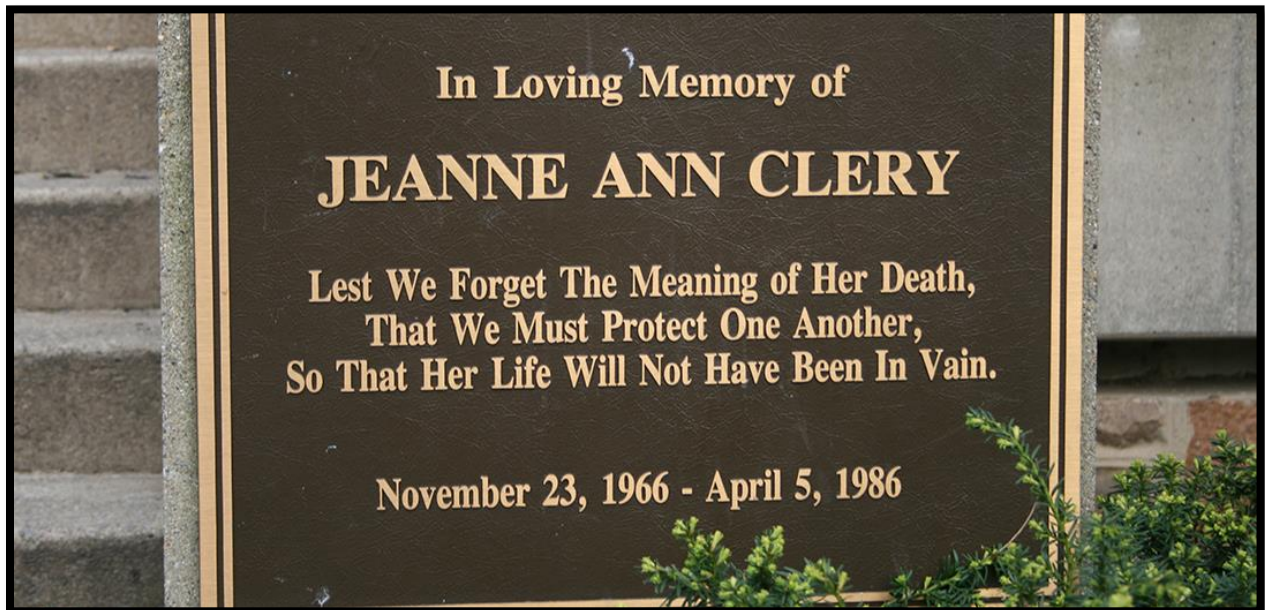 In Loving Memory of
JEANNE ANN CLERY
Lest We Forget The Meaning of Her Death,
That We Must Protect One Another,
So That Her Life Will Not Have Been In Vain.
November 23, 1966 - April 5, 1986